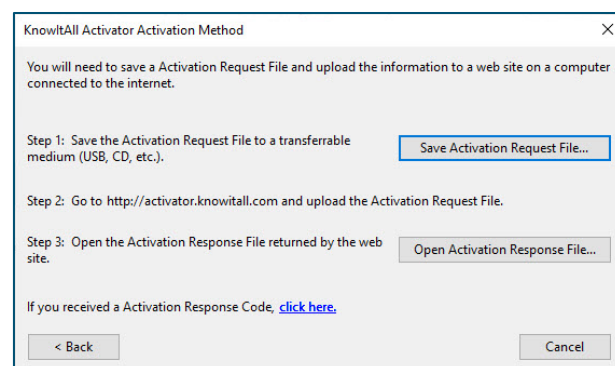 KnowItAll Activator Activation Method
You will need to save a Activation Request File and upload the information to a web site on a computer
connected to the internet.
Step 1: Save the Activation Request File to a transferrable
medium (USB, CD, etc.).
Save Activation Request File...
Step 2: Go to http://activator.knowitall.com and upload the Activation Request File.
Step 3: Open the Activation Response File returned by the web
site.
Open Activation Response File...
If you received a Activation Response Code, click here.
< Back
Cancel